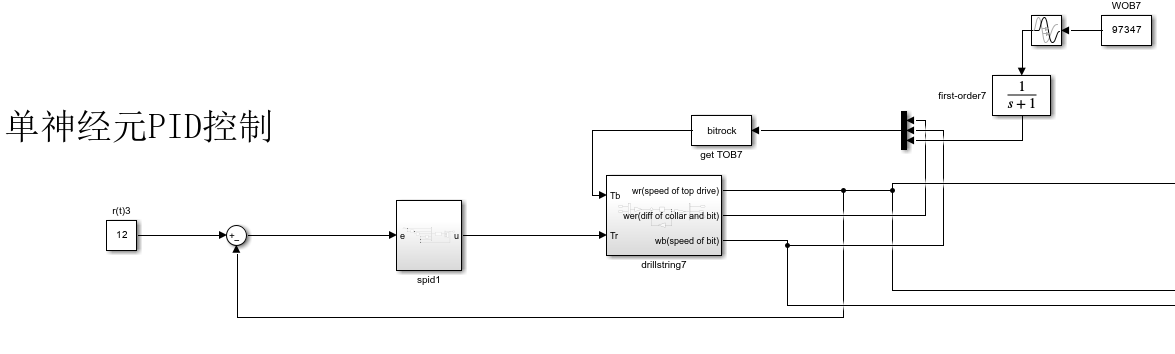 WOB7
97347
first-order7
1
s + 1
单神经元PID控制
bitrock
get TOB7
Tb
wr(speed of top drive)
r(t)3
wer(diff of collar and bit)
12
e
u
Tr
wb(speed of bit)
drillstring7
spid1